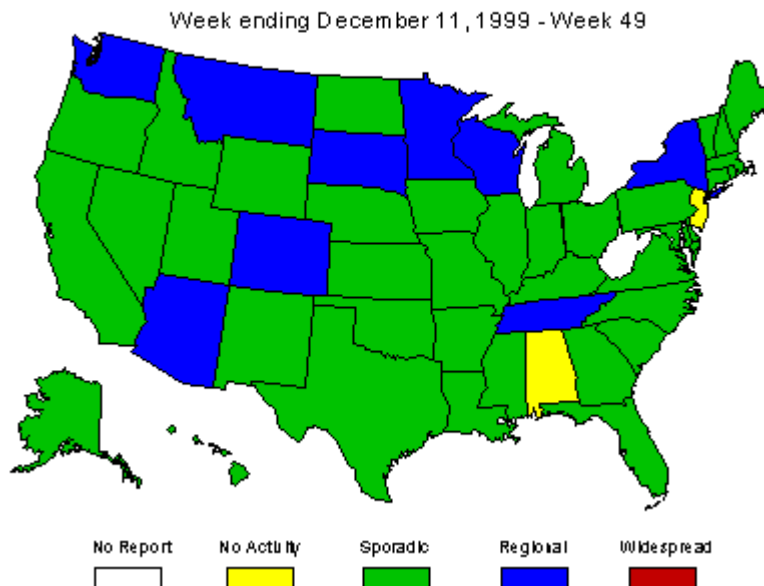 Week ending December 11, 1999 - Week 49
No Report No Activity Sporadic Regional Widespread